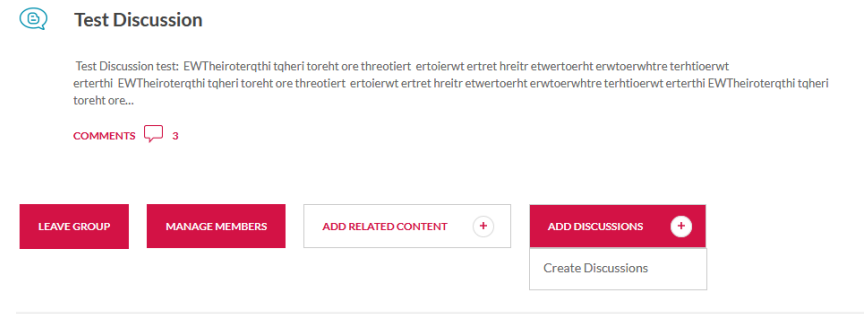 Test Discussion
Test Discussion test: EWTheiroterqthi tqheri toreht ore threotiert ertoierwt ertret hreitr etwertoerht erwtoerwhtre terhtioerwt
erterthi EWTheiroterqthi tqheri toreht ore threotiert ertoierwt ertret hreitr etwertoerht erwtoerwhtre terhtioerwt erterthi EWTheiroterqthi tqheri
toreht ore...
COMMENTS 3
LEAVE GROUP MANAGE MEMBERS ADD RELATED CONTENT + ADD DISCUSSIONS +
Create Discussions